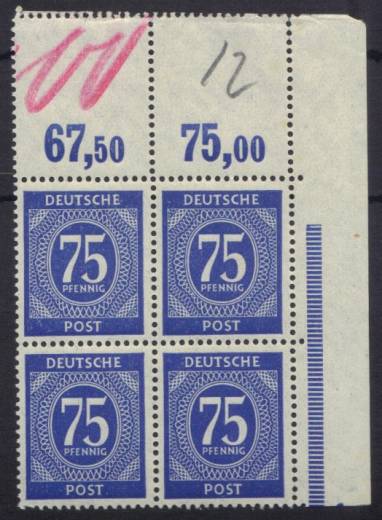 12
67,50 75,00
DEUTSCHE DEUTSCHE
75 75
PFENNIG PFENNIG
POST POST
DEUTSCHE DEUTSCHE
75 75
PFENNIG PFENNIG
POST POST